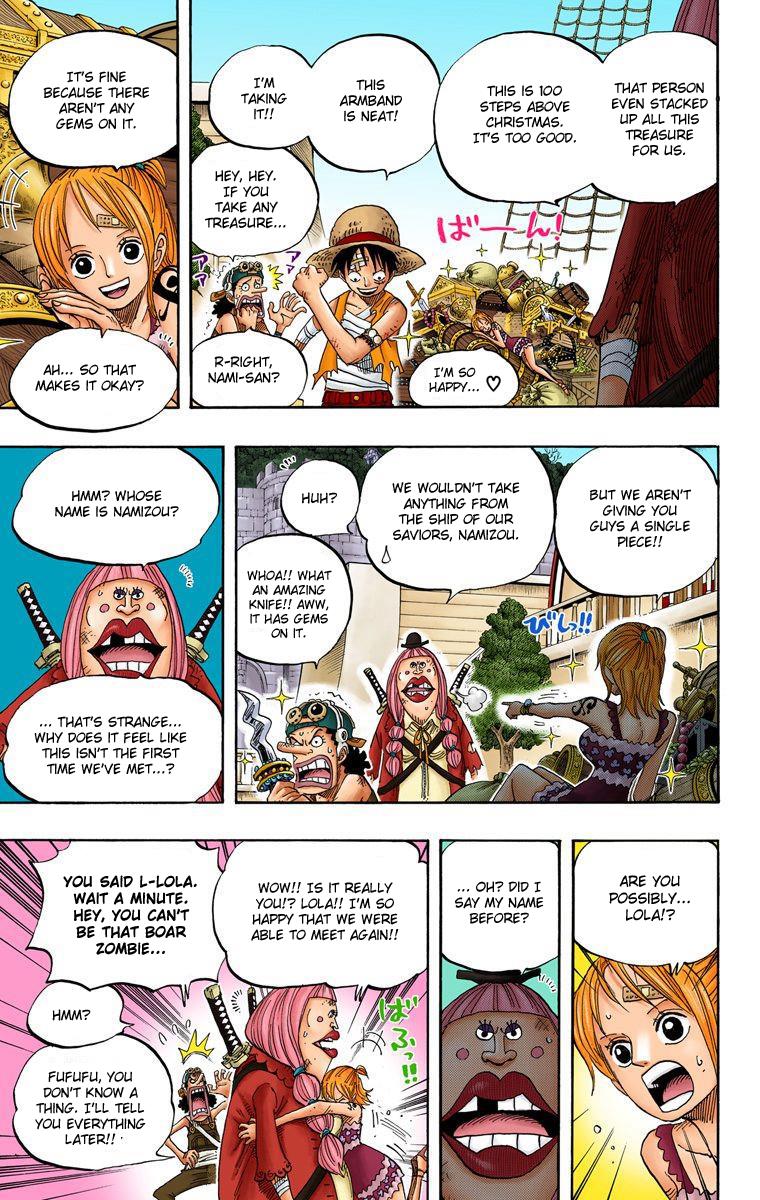 THAT PERSON
EVEN STACKED
UP ALL THIS
TREASURE
FOR US.
THIS IS 100
STEPS ABOVE
CHRISTMAS.
IT'S TOO GOOD.
THIS
ARMBAND
IS NEAT!
I'M
TAKING
IT!!
HEY, HEY.
IF YOU
TAKE ANY
TREASURE...
ばーん!
アア
アア
I'M SO
HAPPY... ♡
R-RIGHT,
NAMI-SAN?
IT'S FINE
BECAUSE THERE
AREN'T ANY
GEMS ON IT.
AH... SO THAT
MAKES IT OKAY?
BUT WE AREN'T
GIVING YOU
GUYS A SINGLE
PIECE!!
びしっ!!
WE WOULDN'T TAKE
ANYTHING FROM
THE SHIP OF OUR
SAVIORS, NAMIZOU.
HUH?
WHOA!! WHAT
AN AMAZING
KNIFE!! AWW,
IT HAS GEMS
ON IT.
HMM? WHOSE
NAME IS NAMIZOU?
... THAT'S STRANGE...
WHY DOES IT FEEL LIKE
THIS ISN'T THE FIRST
TIME WE'VE MET...?
ARE YOU
POSSIBLY...
LOLA!?
... OH? DID I
SAY MY NAME
BEFORE?
WOW!! IS IT REALLY
YOU!? LOLA!! I'M SO
HAPPY THAT WE WERE
ABLE TO MEET AGAIN!!
ばふっ!!
YOU SAID L-LOLA.
WAIT A MINUTE.
HEY, YOU CAN'T
BE THAT BOAR
ZOMBIE...
HMM?
FUFUFU, YOU
DON'T KNOW A
THING. I'LL TELL
YOU EVERYTHING
LATER!!